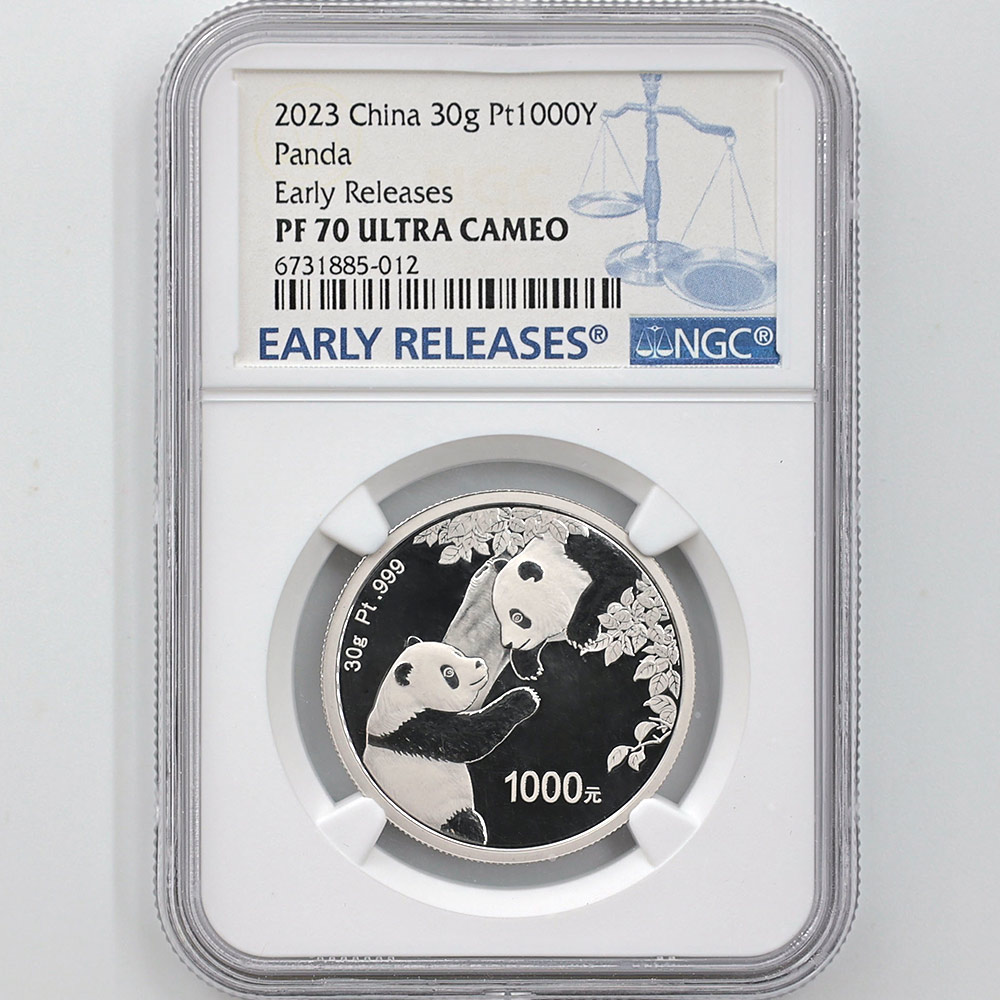 2023 China 30g Pt1000Y
Panda
Early Releases
PF 70 ULTRA CAMEO
6731885-012
EARLY RELEASES®
NGC®
30g Pt .999
1000元